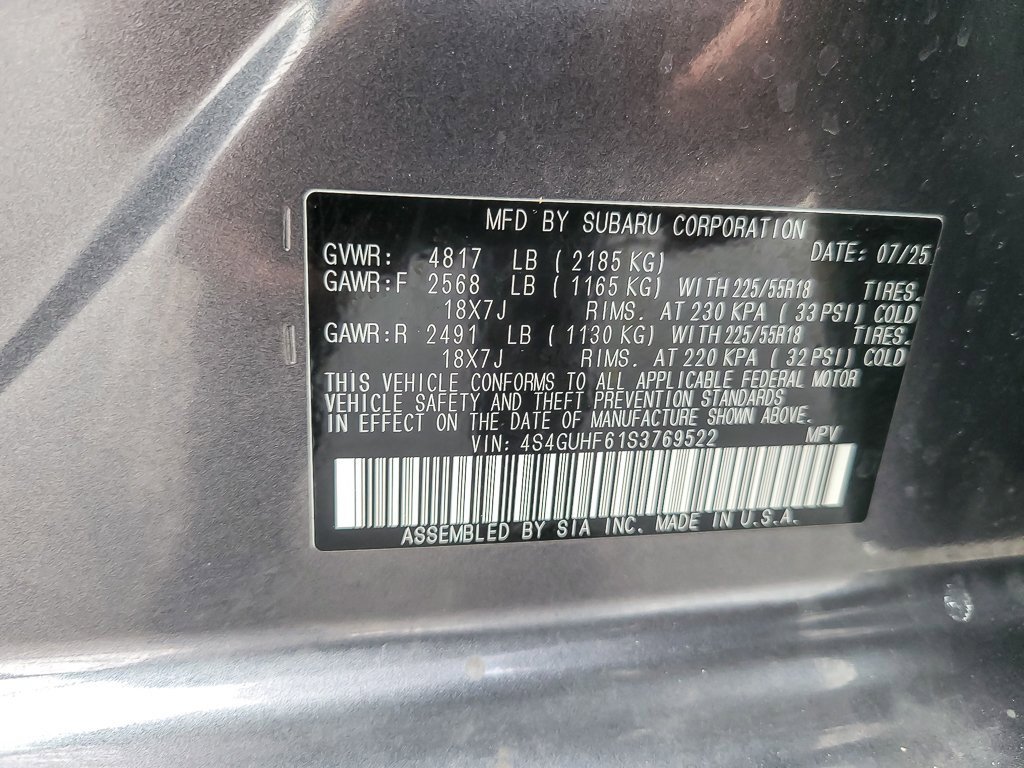 MFD BY SUBARU CORPORATION
DATE: 07/25
GVWR: 4817 LB ( 2185 KG)
GAWR:F 2568 LB ( 1165 KG) WITH 225/55R18 TIRES.
18X7J RIMS. AT 230 KPA ( 33 PSI) COLD
GAWR:R 2491 LB ( 1130 KG) WITH 225/55R18 TIRES.
18X7J RIMS. AT 220 KPA ( 32 PSI) COLD
THIS VEHICLE CONFORMS TO ALL APPLICABLE FEDERAL MOTOR
VEHICLE SAFETY AND THEFT PREVENTION STANDARDS
IN EFFECT ON THE DATE OF MANUFACTURE SHOWN ABOVE.
VIN: 4S4GUHF61S3769522 MPV
ASSEMBLED BY SIA INC. MADE IN U.S.A.